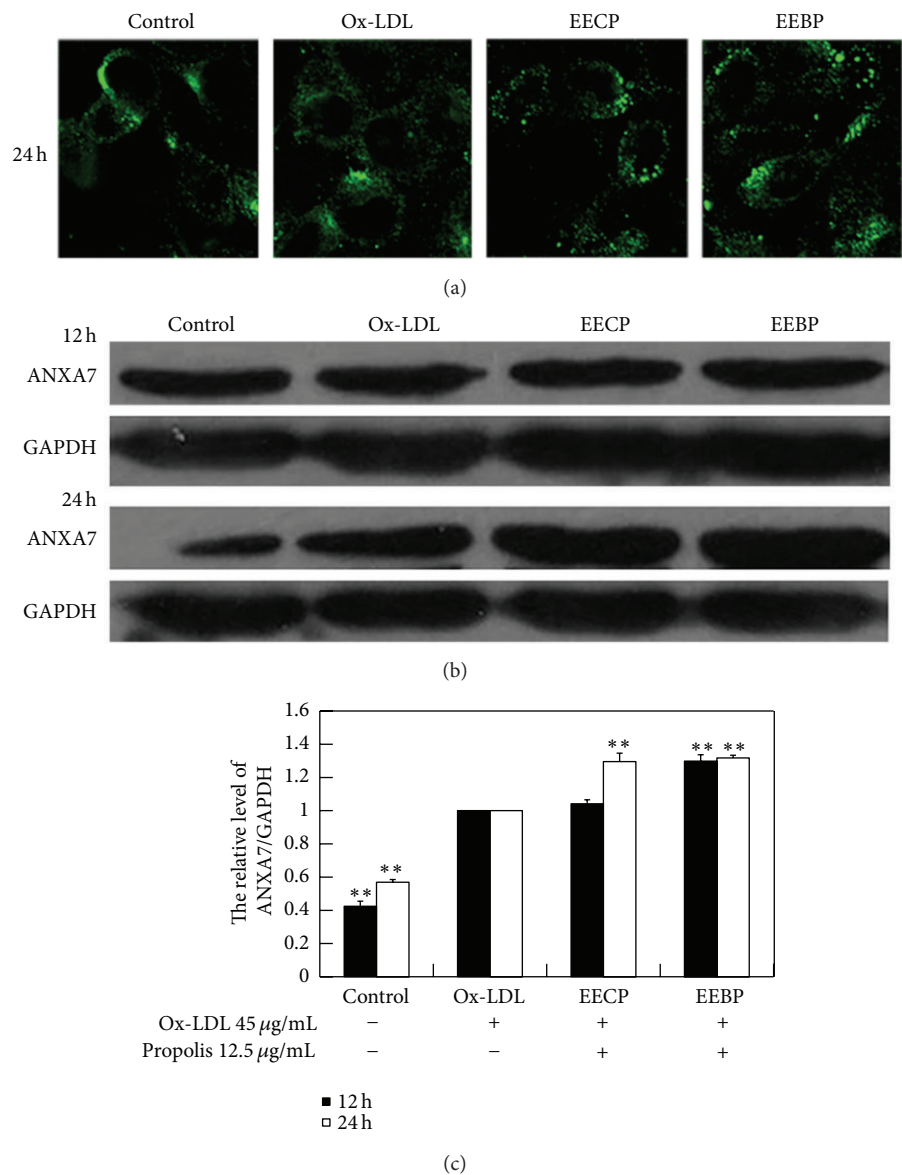 Control Ox-LDL EECP EEBP
24 h
(a)
Control Ox-LDL EECP EEBP
12 h
ANXA7
GAPDH
24 h
ANXA7
GAPDH
(b)
The relative level of
ANXA7/GAPDH
1.6
1.4
1.2
1
0.8
0.6
0.4
0.2
0
** ** ** ** **
Control Ox-LDL EECP EEBP
Ox-LDL 45 μg/mL − + + +
Propolis 12.5 μg/mL − − + +
12 h
24 h
(c)